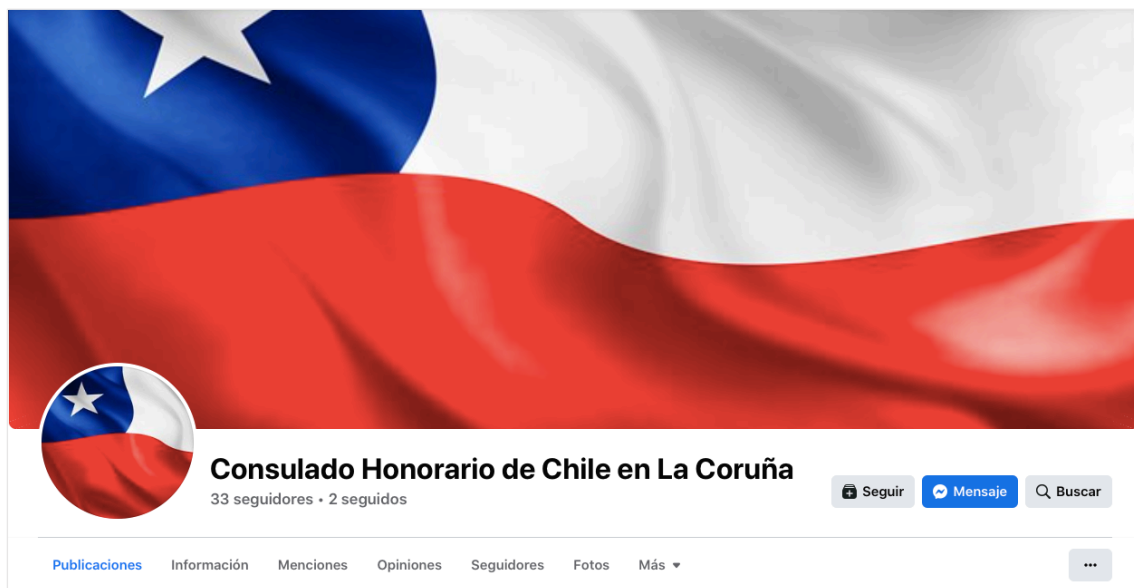 Consulado Honorario de Chile en La Coruña
33 seguidores • 2 seguidos
Seguir
Mensaje
Buscar
Publicaciones
Información
Menciones
Opiniones
Seguidores
Fotos
Más